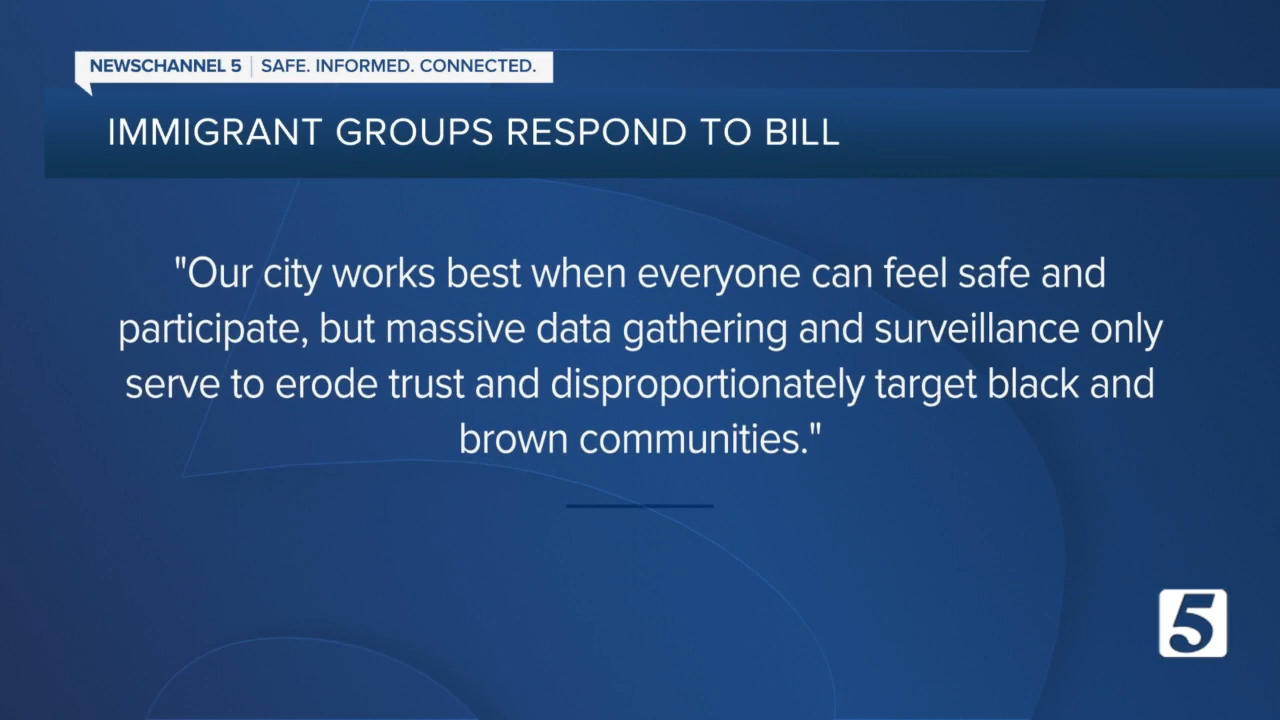 NEWSCHANNEL 5 | SAFE. INFORMED. CONNECTED.
IMMIGRANT GROUPS RESPOND TO BILL
"Our city works best when everyone can feel safe and
participate, but massive data gathering and surveillance only
serve to erode trust and disproportionately target black and
brown communities."
5